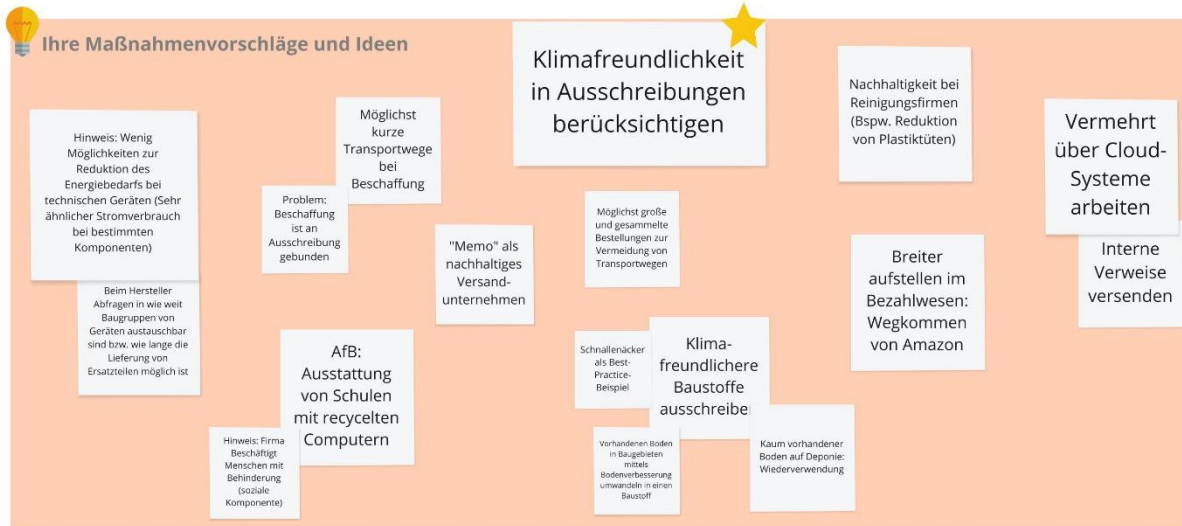 Ihre Maßnahmenvorschläge und Ideen
Klimafreundlichkeit
in Ausschreibungen
berücksichtigen
Hinweis: Wenig
Möglichkeiten zur
Reduktion des
Energiebedarfs bei
technischen Geräten (Sehr
ähnlicher Stromverbrauch
bei bestimmten
Komponenten)
Beim Hersteller
Abfragen in wie weit
Baugruppen von
Geräten austauschbar
sind bzw. wie lange die
Lieferung von
Ersatzteilen möglich ist
Möglichst
kurze
Transportwege
bei
Beschaffung
Problem:
Beschaffung
ist an
Ausschreibung
gebunden
"Memo" als
nachhaltiges
Versand-
unternehmen
AfB:
Ausstattung
von Schulen
mit recycelten
Computern
Hinweis: Firma
Beschäftigt
Menschen mit
Behinderung
(soziale
Komponente)
Möglichst große
und gesammelte
Bestellungen zur
Vermeidung von
Transportwegen
Schnallenäcker
als Best-
Practice-
Beispiel
Klima-
freundlichere
Baustoffe
ausschreiben
Vorhandenen Boden
in Baugebieten
mittels
Bodenverbesserung
umwandeln in einen
Baustoff
Kaum vorhandener
Boden auf Deponie:
Wiederverwendung
Nachhaltigkeit bei
Reinigungsfirmen
(Bspw. Reduktion
von Plastiktüten)
Breiter
aufstellen im
Bezahlwesen:
Wegkommen
von Amazon
Vermehrt
über Cloud-
Systeme
arbeiten
Interne
Verweise
versenden